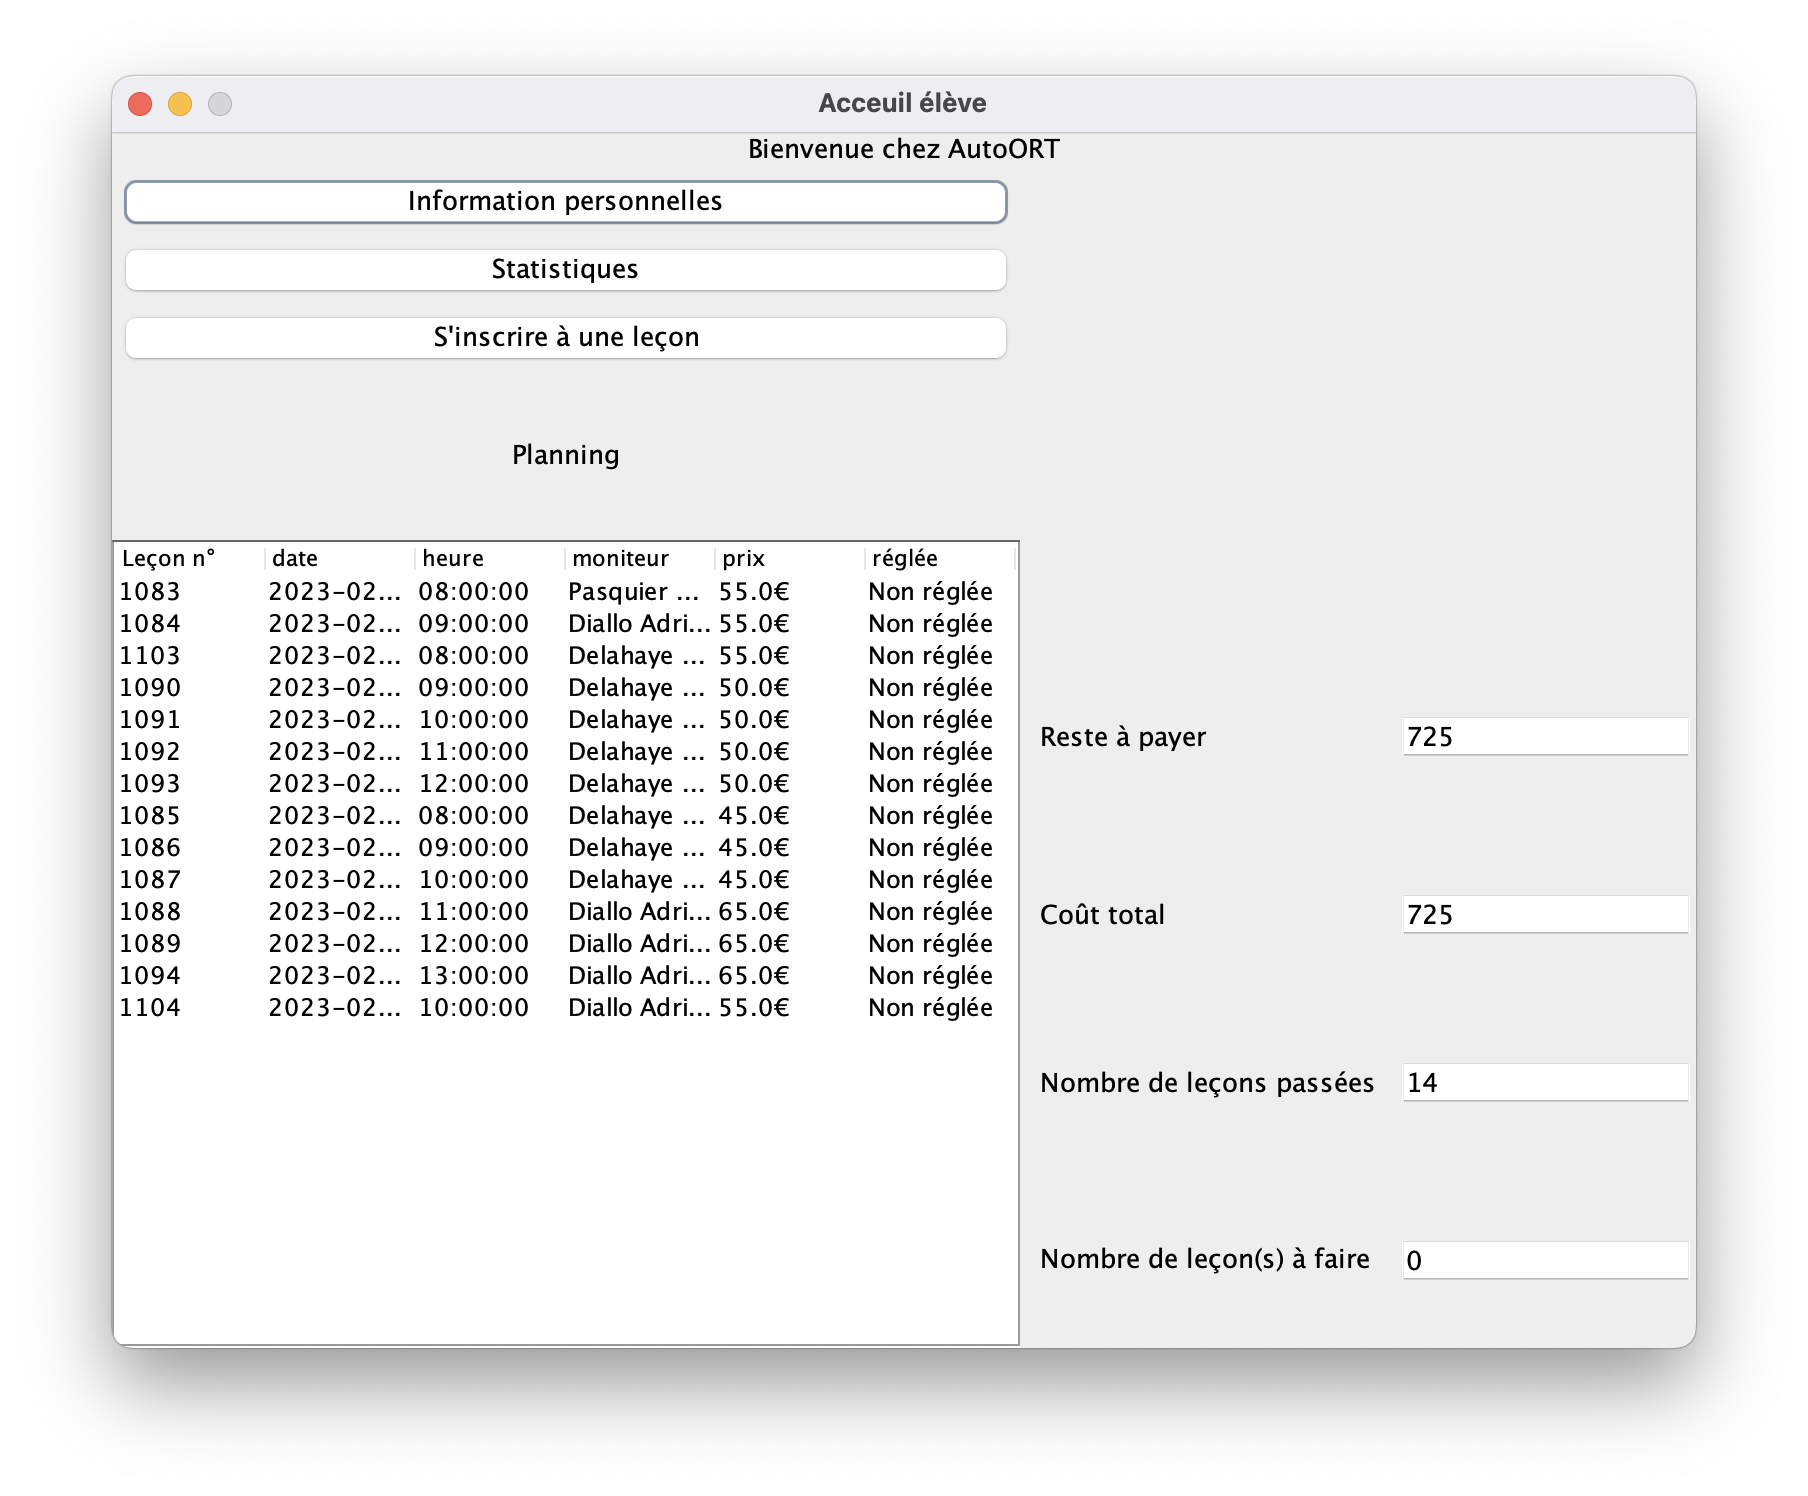 Acceuil élève
Bienvenue chez AutoORT
Information personnelles
Statistiques
S'inscrire à une leçon
Planning
Leçon n° date heure moniteur prix réglée
1083 2023-02... 08:00:00 Pasquier ... 55.0€ Non réglée
1084 2023-02... 09:00:00 Diallo Adri... 55.0€ Non réglée
1103 2023-02... 08:00:00 Delahaye ... 55.0€ Non réglée
1090 2023-02... 09:00:00 Delahaye ... 50.0€ Non réglée
1091 2023-02... 10:00:00 Delahaye ... 50.0€ Non réglée
1092 2023-02... 11:00:00 Delahaye ... 50.0€ Non réglée
1093 2023-02... 12:00:00 Delahaye ... 50.0€ Non réglée
1085 2023-02... 08:00:00 Delahaye ... 45.0€ Non réglée
1086 2023-02... 09:00:00 Delahaye ... 45.0€ Non réglée
1087 2023-02... 10:00:00 Delahaye ... 45.0€ Non réglée
1088 2023-02... 11:00:00 Diallo Adri... 65.0€ Non réglée
1089 2023-02... 12:00:00 Diallo Adri... 65.0€ Non réglée
1094 2023-02... 13:00:00 Diallo Adri... 65.0€ Non réglée
1104 2023-02... 10:00:00 Diallo Adri... 55.0€ Non réglée
Reste à payer 725
Coût total 725
Nombre de leçons passées 14
Nombre de leçon(s) à faire 0